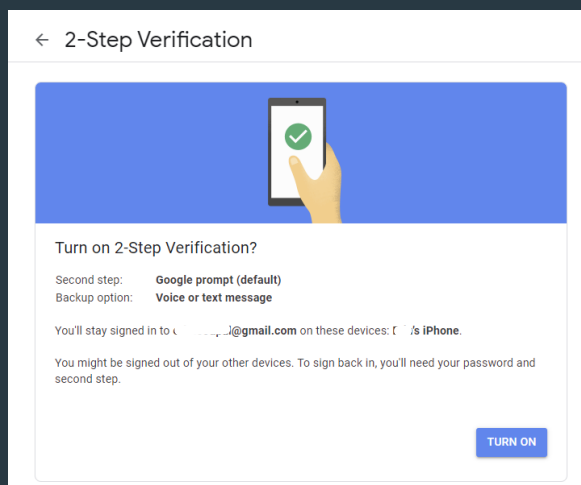 2-Step Verification
Turn on 2-Step Verification?
Second step: Google prompt (default)
Backup option: Voice or text message
You'll stay signed in to @gmail.com on these devices: 's iPhone.
You might be signed out of your other devices. To sign back in, you'll need your password and
second step.
TURN ON